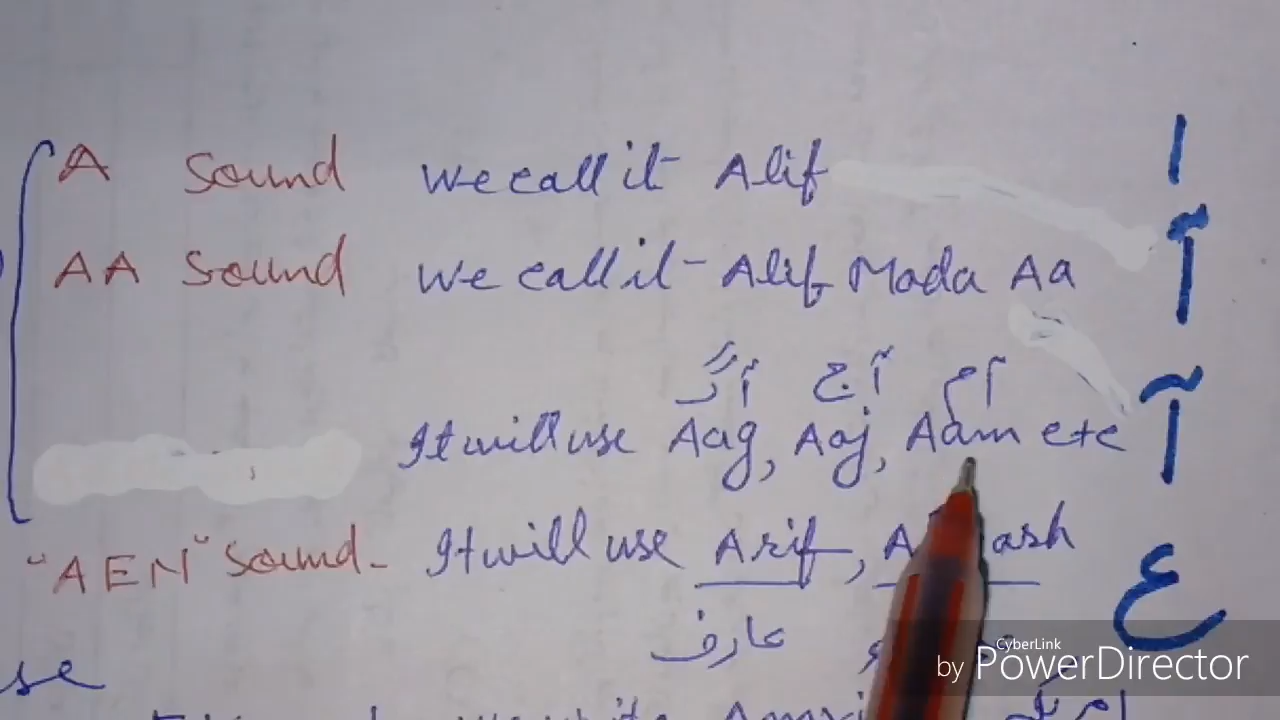 A Sound We call it Alif ا
AA Sound We call it Alif Mada Aa آ
آگ آج آم
It will use Aag, Aaj, Aam etc آ
"AEN" Sound - It will use Arif, ash ع
عارف
CyberLink
by PowerDirector
se